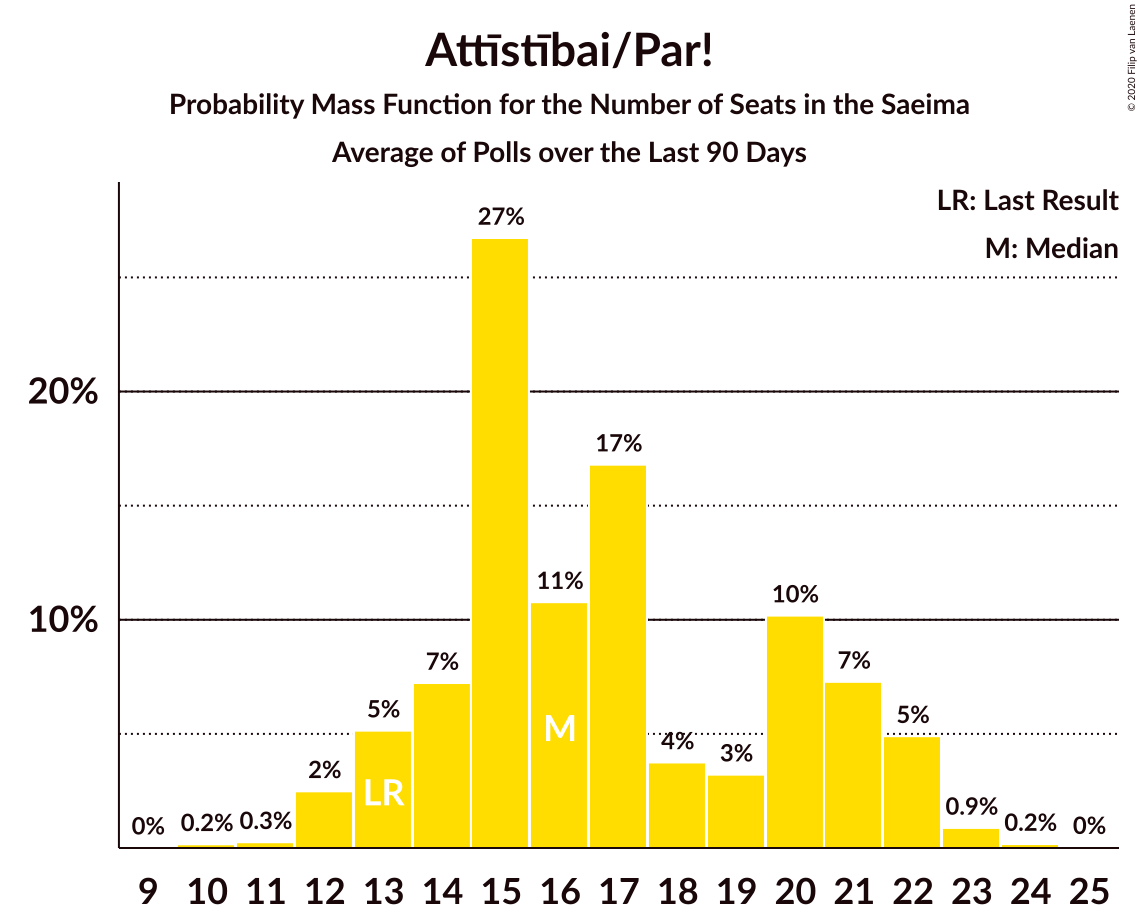 Attīstībai/Par!
Probability Mass Function for the Number of Seats in the Saeima
Average of Polls over the Last 90 Days
© 2020 Filip van Laenen
LR: Last Result
M: Median
20%
10%
0% 0.2% 0.3% 2% 5% 7% 27% 11% 17% 4% 3% 10% 7% 5% 0.9% 0.2% 0%
LR M
9 10 11 12 13 14 15 16 17 18 19 20 21 22 23 24 25